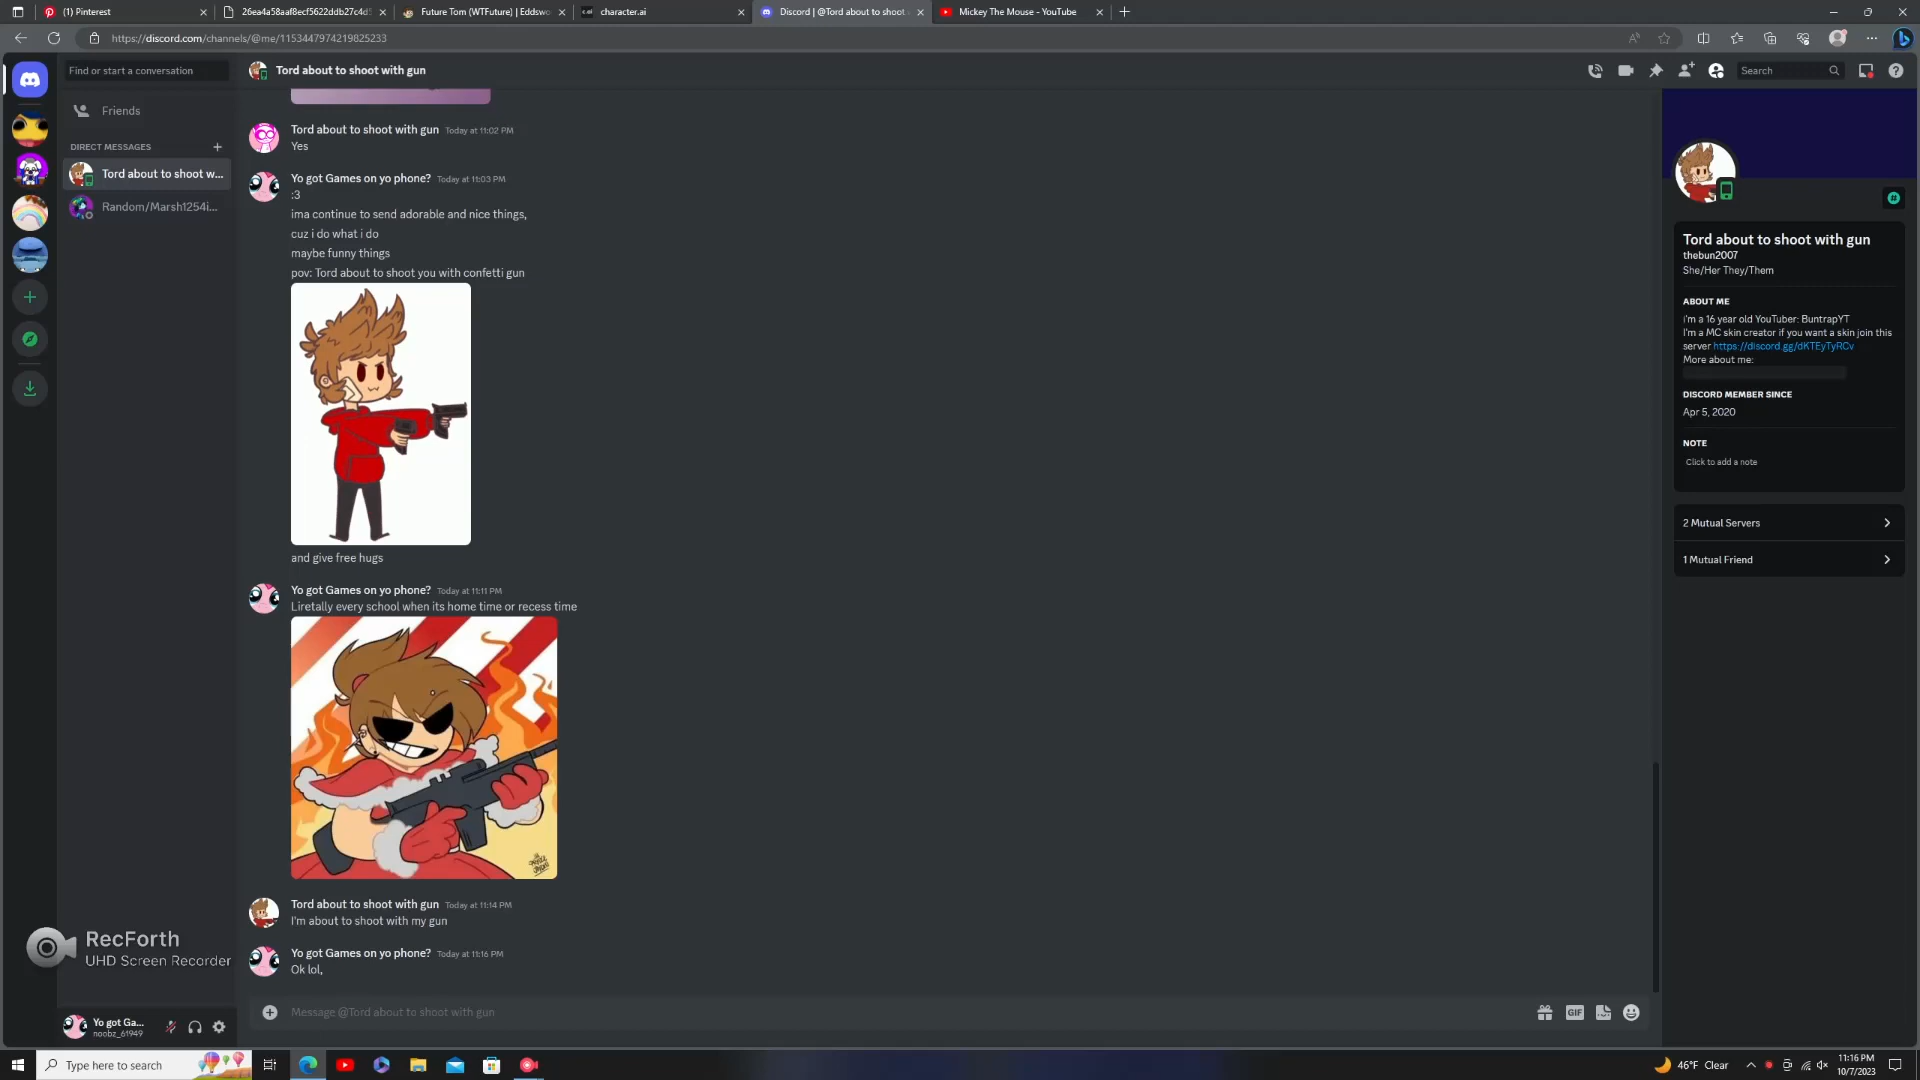 (1) Pinterest
26ea4a58aaf8ecf5622ddb27c4d5
Future Tom (WTFuture) | Eddswo
character.ai
Discord | @Tord about to shoot
Mickey The Mouse - YouTube
https://discord.com/channels/@me/1153447974219825233
Find or start a conversation
Tord about to shoot with gun
Search
Friends
DIRECT MESSAGES
Tord about to shoot w...
Random/Marsh1254i...
Tord about to shoot with gun Today at 11:02 PM
Yes
Yo got Games on yo phone? Today at 11:03 PM
:3
ima continue to send adorable and nice things,
cuz i do what i do
maybe funny things
pov: Tord about to shoot you with confetti gun
and give free hugs
Yo got Games on yo phone? Today at 11:11 PM
Liretally every school when its home time or recess time
Tord about to shoot with gun Today at 11:14 PM
I'm about to shoot with my gun
Yo got Games on yo phone? Today at 11:16 PM
Ok lol,
Message @Tord about to shoot with gun
GIF
Tord about to shoot with gun
thebun2007
She/Her They/Them
ABOUT ME
i'm a 16 year old YouTuber: BuntrapYT
I'm a MC skin creator if you want a skin join this
server https://discord.gg/dKTEyTyRCv
More about me:
DISCORD MEMBER SINCE
Apr 5, 2020
NOTE
Click to add a note
2 Mutual Servers
1 Mutual Friend
RecForth
UHD Screen Recorder
Yo got Ga...
noobz_61949
Type here to search
46°F Clear
11:16 PM
10/7/2023